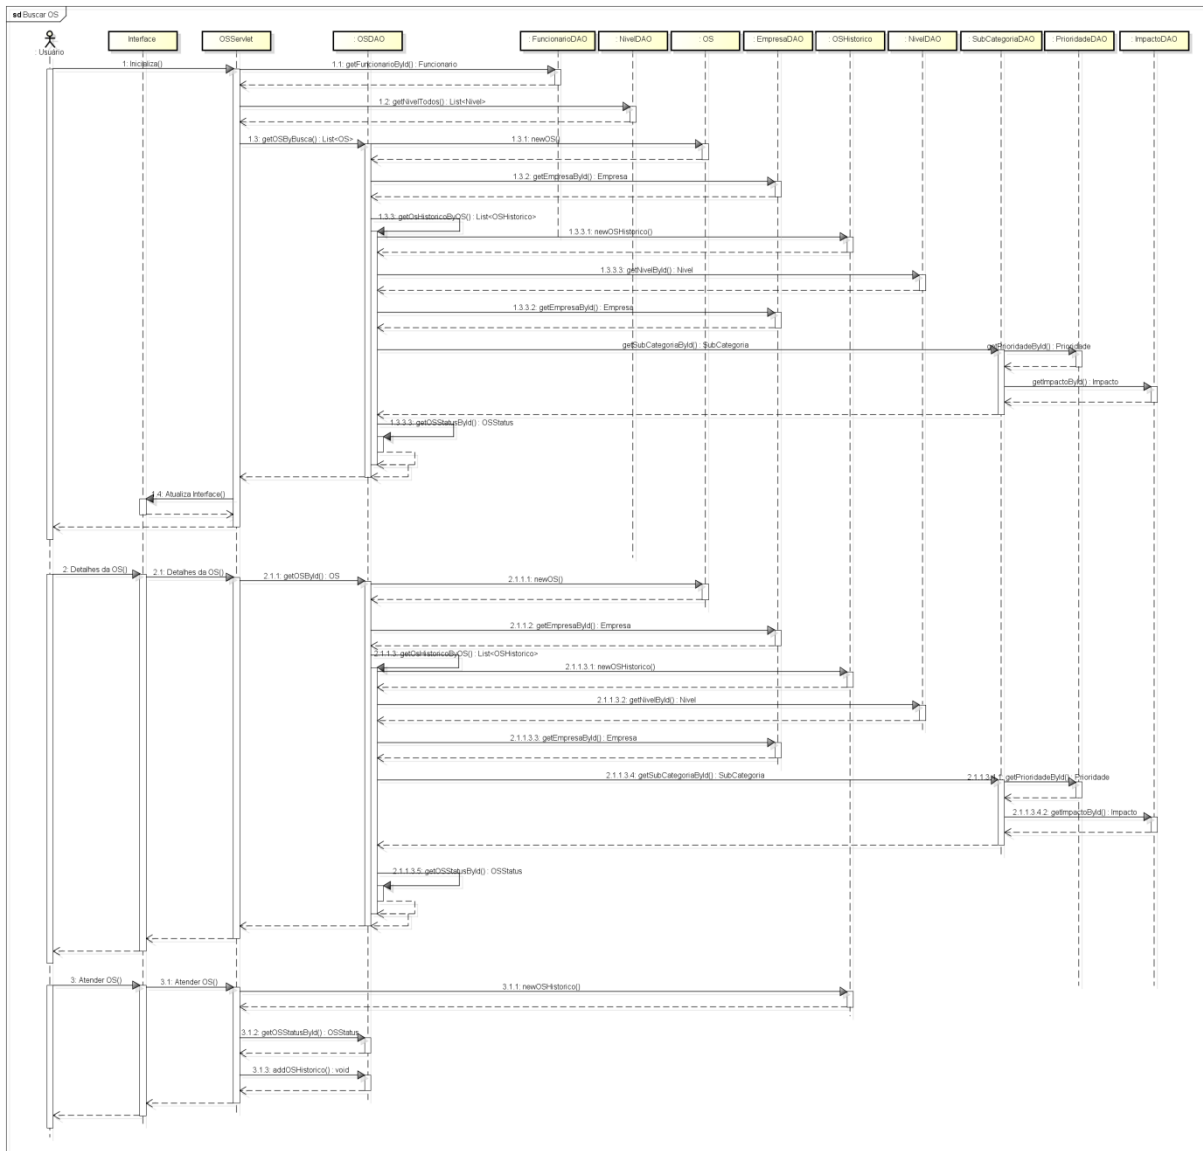 sd Buscar OS
: Usuário
Interface
OSServlet
: OSDAO
: FuncionarioDAO
: NivelDAO
: OS
: EmpresaDAO
OSHistorico
: NivelDAO
: SubCategoriaDAO
: PrioridadeDAO
: ImpactoDAO
1: Inicializa()
1.1: getFuncionarioById() : Funcionario
1.2: getNivelTodos() : List<Nivel>
1.3: getOSByBusca() : List<OS>
1.3.1: newOS()
1.3.2: getEmpresaById() : Empresa
1.3.3: getOsHistoricoByOS() : List<OSHistorico>
1.3.3.1: newOSHistorico()
1.3.3.3: getNivelById() : Nivel
1.3.3.2: getEmpresaById() : Empresa
getSubCategoriaById() : SubCategoria
getPrioridadeById() : Prioridade
getImpactoById() : Impacto
1.3.3.3: getOSStatusById() : OSStatus
1.4: Atualiza Interface()
2: Detalhes da OS()
2.1: Detalhes da OS()
2.1.1: getOSById() : OS
2.1.1.1: newOS()
2.1.1.2: getEmpresaById() : Empresa
2.1.1.3: getOsHistoricoByOS() : List<OSHistorico>
2.1.1.3.1: newOSHistorico()
2.1.1.3.2: getNivelById() : Nivel
2.1.1.3.3: getEmpresaById() : Empresa
2.1.1.3.4: getSubCategoriaById() : SubCategoria
2.1.1.3.4.1: getPrioridadeById() : Prioridade
2.1.1.3.4.2: getImpactoById() : Impacto
2.1.1.3.5: getOSStatusById() : OSStatus
3: Atender OS()
3.1: Atender OS()
3.1.1: newOSHistorico()
3.1.2: getOSStatusById() : OSStatus
3.1.3: addOSHistorico() : void